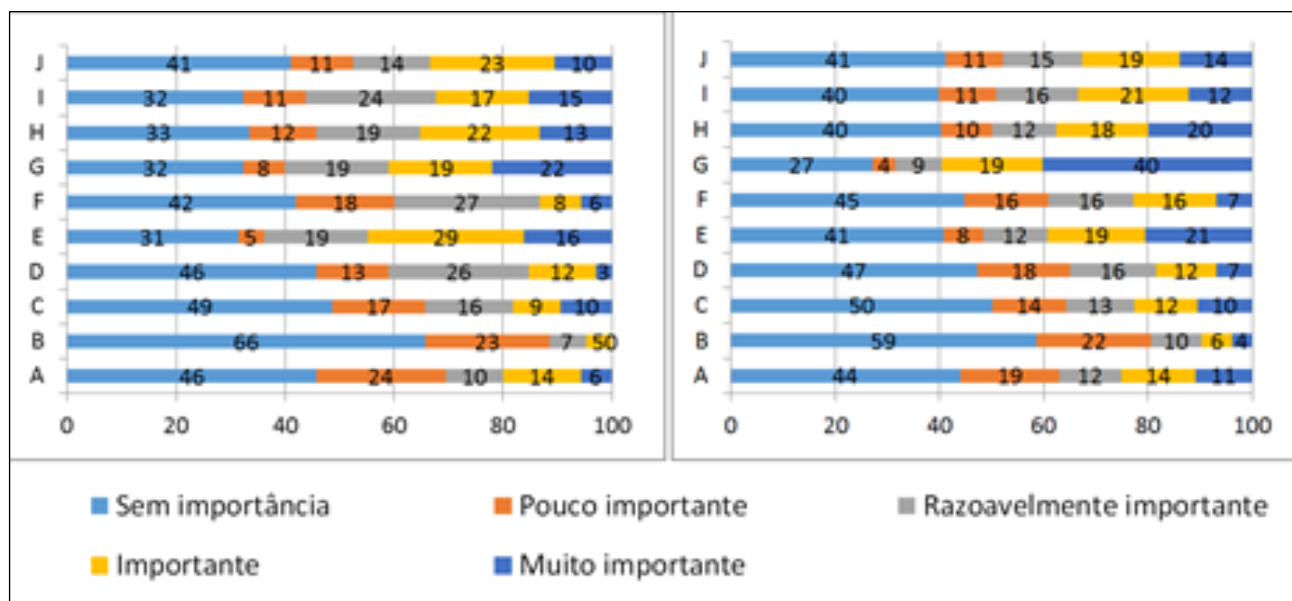 J 41 11 14 23 10
I 32 11 24 17 15
H 33 12 19 22 13
G 32 8 19 19 22
F 42 18 27 8 6
E 31 5 19 29 16
D 46 13 26 12 3
C 49 17 16 9 10
B 66 23 7 50
A 46 24 10 14 6
0 20 40 60 80 100
J 41 11 15 19 14
I 40 11 16 21 12
H 40 10 12 18 20
G 27 4 9 19 40
F 45 16 16 16 7
E 41 8 12 19 21
D 47 18 16 12 7
C 50 14 13 12 10
B 59 22 10 6 4
A 44 19 12 14 11
0 20 40 60 80 100
Sem importância Pouco importante Razoavelmente importante
Importante Muito importante